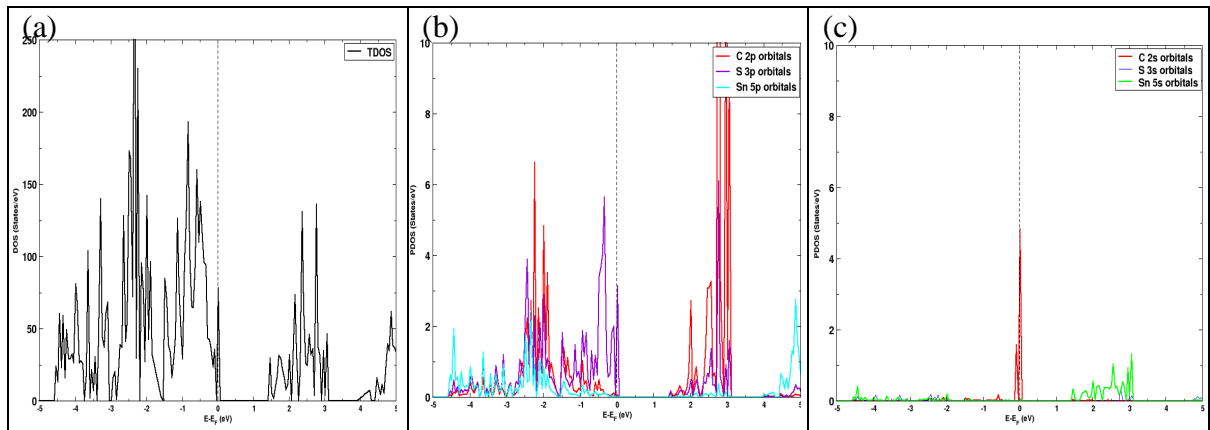 (a)
250
200
150
100
50
0
DOS (States/eV)
TDOS
-5 -4 -3 -2 -1 0 1 2 3 4 5
E-E_F (eV)
(b)
10
8
6
4
2
0
PDOS (States/eV)
C 2p orbitals
S 3p orbitals
Sn 5p orbitals
-5 -4 -3 -2 -1 0 1 2 3 4 5
E-E_F (eV)
(c)
10
8
6
4
2
0
PDOS (States/eV)
C 2s orbitals
S 3s orbitals
Sn 5s orbitals
-5 -4 -3 -2 -1 0 1 2 3 4 5
E-E_F (eV)